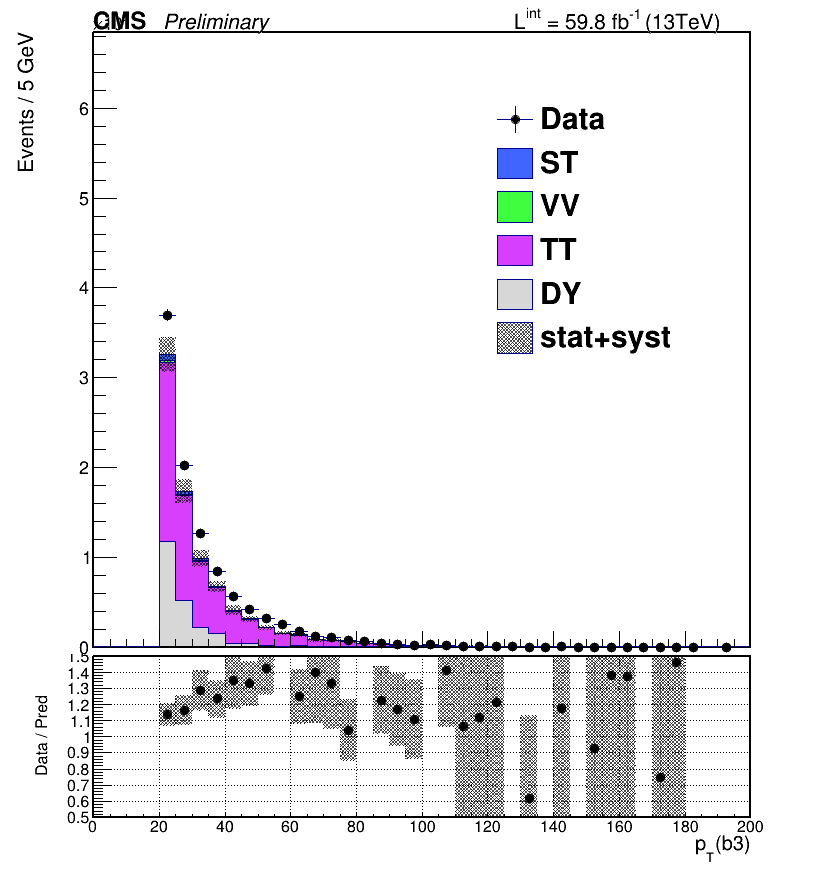 CMS Preliminary L^int = 59.8 fb^-1 (13TeV)
Events / 5 GeV
6
5
4
3
2
1
0
Data
ST
VV
TT
DY
stat+syst
Data / Pred
1.5
1.4
1.3
1.2
1.1
1
0.9
0.8
0.7
0.6
0.5
0 20 40 60 80 100 120 140 160 180 200
p_T(b3)